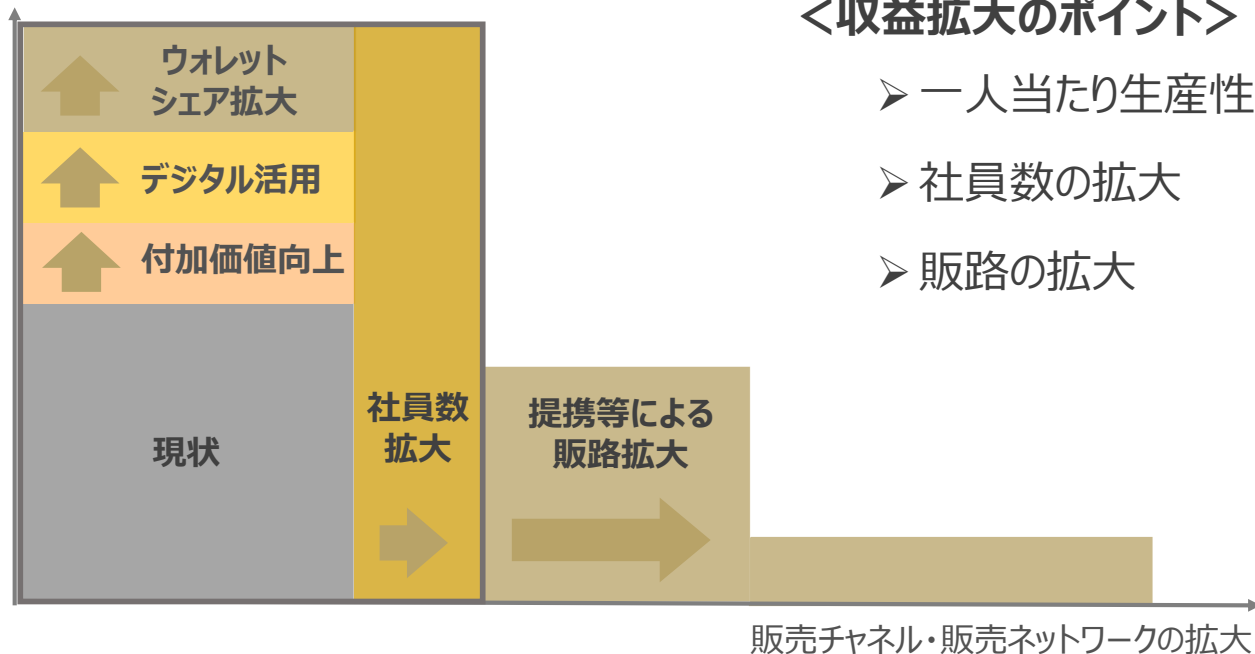 ＜収益拡大のポイント＞
➢ 一人当たり生産性
➢ 社員数の拡大
➢ 販路の拡大
ウォレット
シェア拡大
デジタル活用
付加価値向上
現状
社員数
拡大
提携等による
販路拡大
販売チャネル・販売ネットワークの拡大